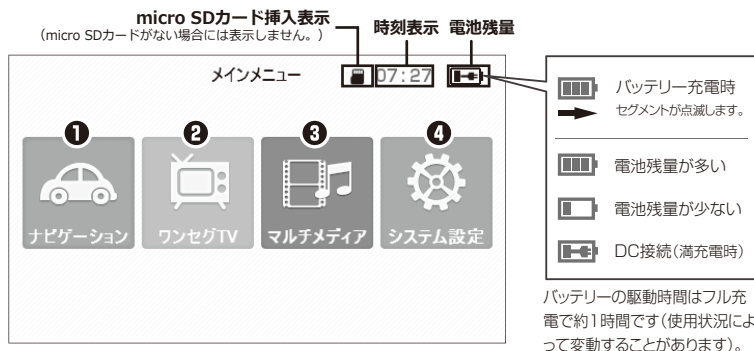 micro SDカード挿入表示
（micro SDカードがない場合には表示しません。）
時刻表示 電池残量
メインメニュー 07:27
❶ ❷ ❸ ❹
ナビゲーション ワンセグTV マルチメディア システム設定
バッテリー充電時
セグメントが点滅します。
電池残量が多い
電池残量が少ない
DC接続（満充電時）
バッテリーの駆動時間はフル充
電で約1時間です（使用状況によ
って変動することがあります）。